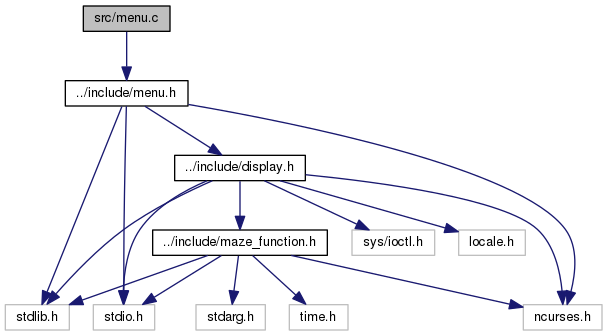 src/menu.c
../include/menu.h
../include/display.h
../include/maze_function.h
sys/ioctl.h
locale.h
stdlib.h
stdio.h
stdarg.h
time.h
ncurses.h